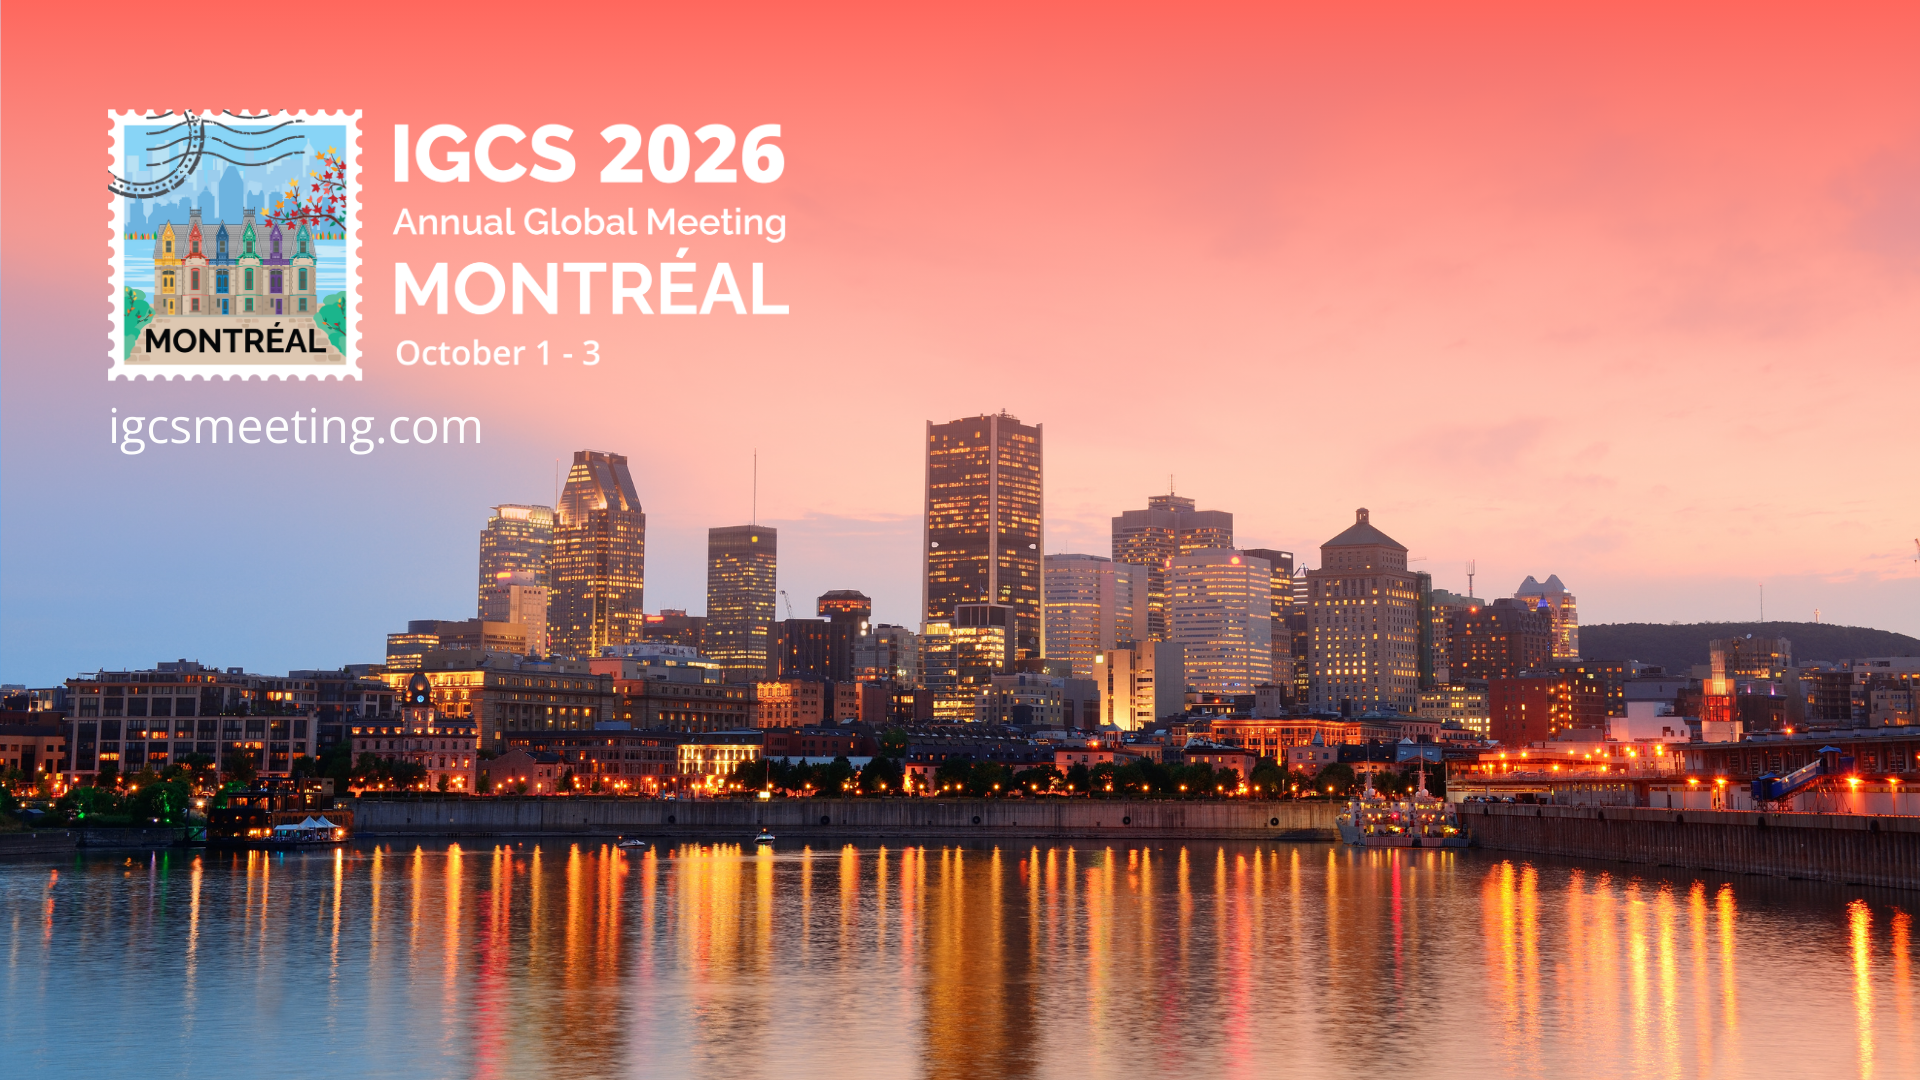 IGCS 2026
Annual Global Meeting
MONTRÉAL
October 1 - 3
MONTRÉAL
igcsmeeting.com